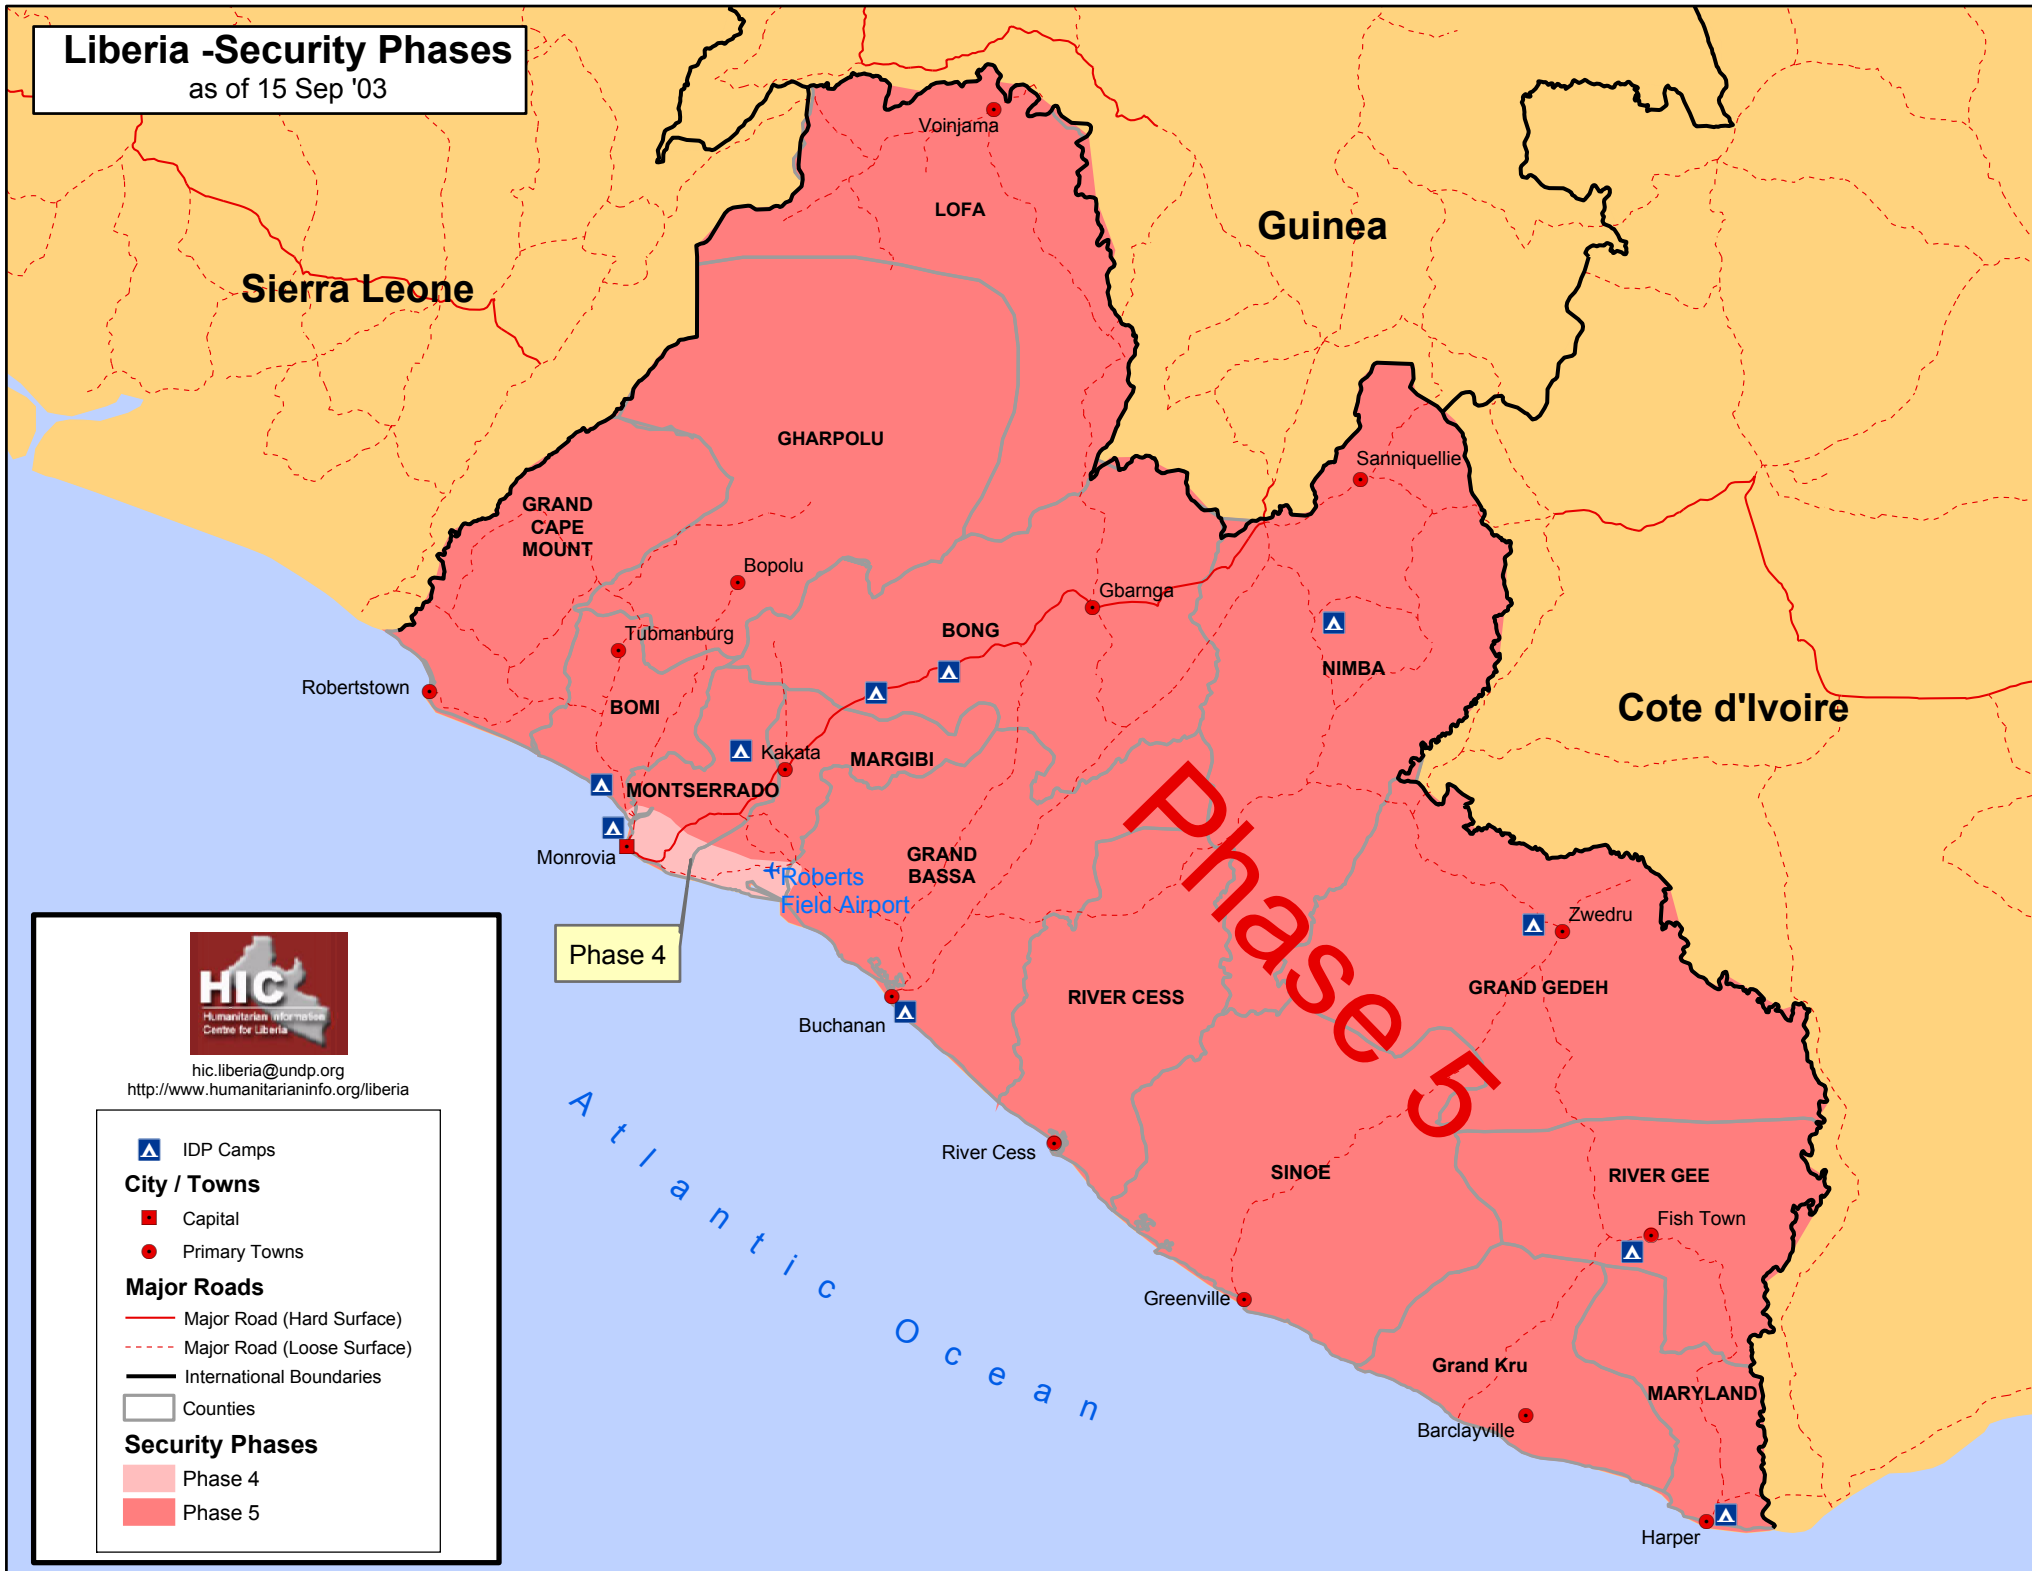 Liberia -Security Phases
as of 15 Sep '03
Voinjama
LOFA
Guinea
Sierra Leone
GHARPOLU
Sanniquellie
GRAND
CAPE
MOUNT
Bopolu
Gbarnga
Tubmanburg
BONG
NIMBA
Robertstown
BOMI
Cote d'Ivoire
Kakata
MARGIBI
MONTSERRADO
Monrovia
GRAND
BASSA
Roberts
Field Airport
Phase 5
Zwedru
Phase 4
GRAND GEDEH
RIVER CESS
Buchanan
Atlantic Ocean
River Cess
SINOE
RIVER GEE
Fish Town
Greenville
Grand Kru
MARYLAND
Barclayville
Harper
HIC
Humanitarian Information
Centre for Liberia
hic.liberia@undp.org
http://www.humanitarianinfo.org/liberia
IDP Camps
City / Towns
Capital
Primary Towns
Major Roads
Major Road (Hard Surface)
Major Road (Loose Surface)
International Boundaries
Counties
Security Phases
Phase 4
Phase 5